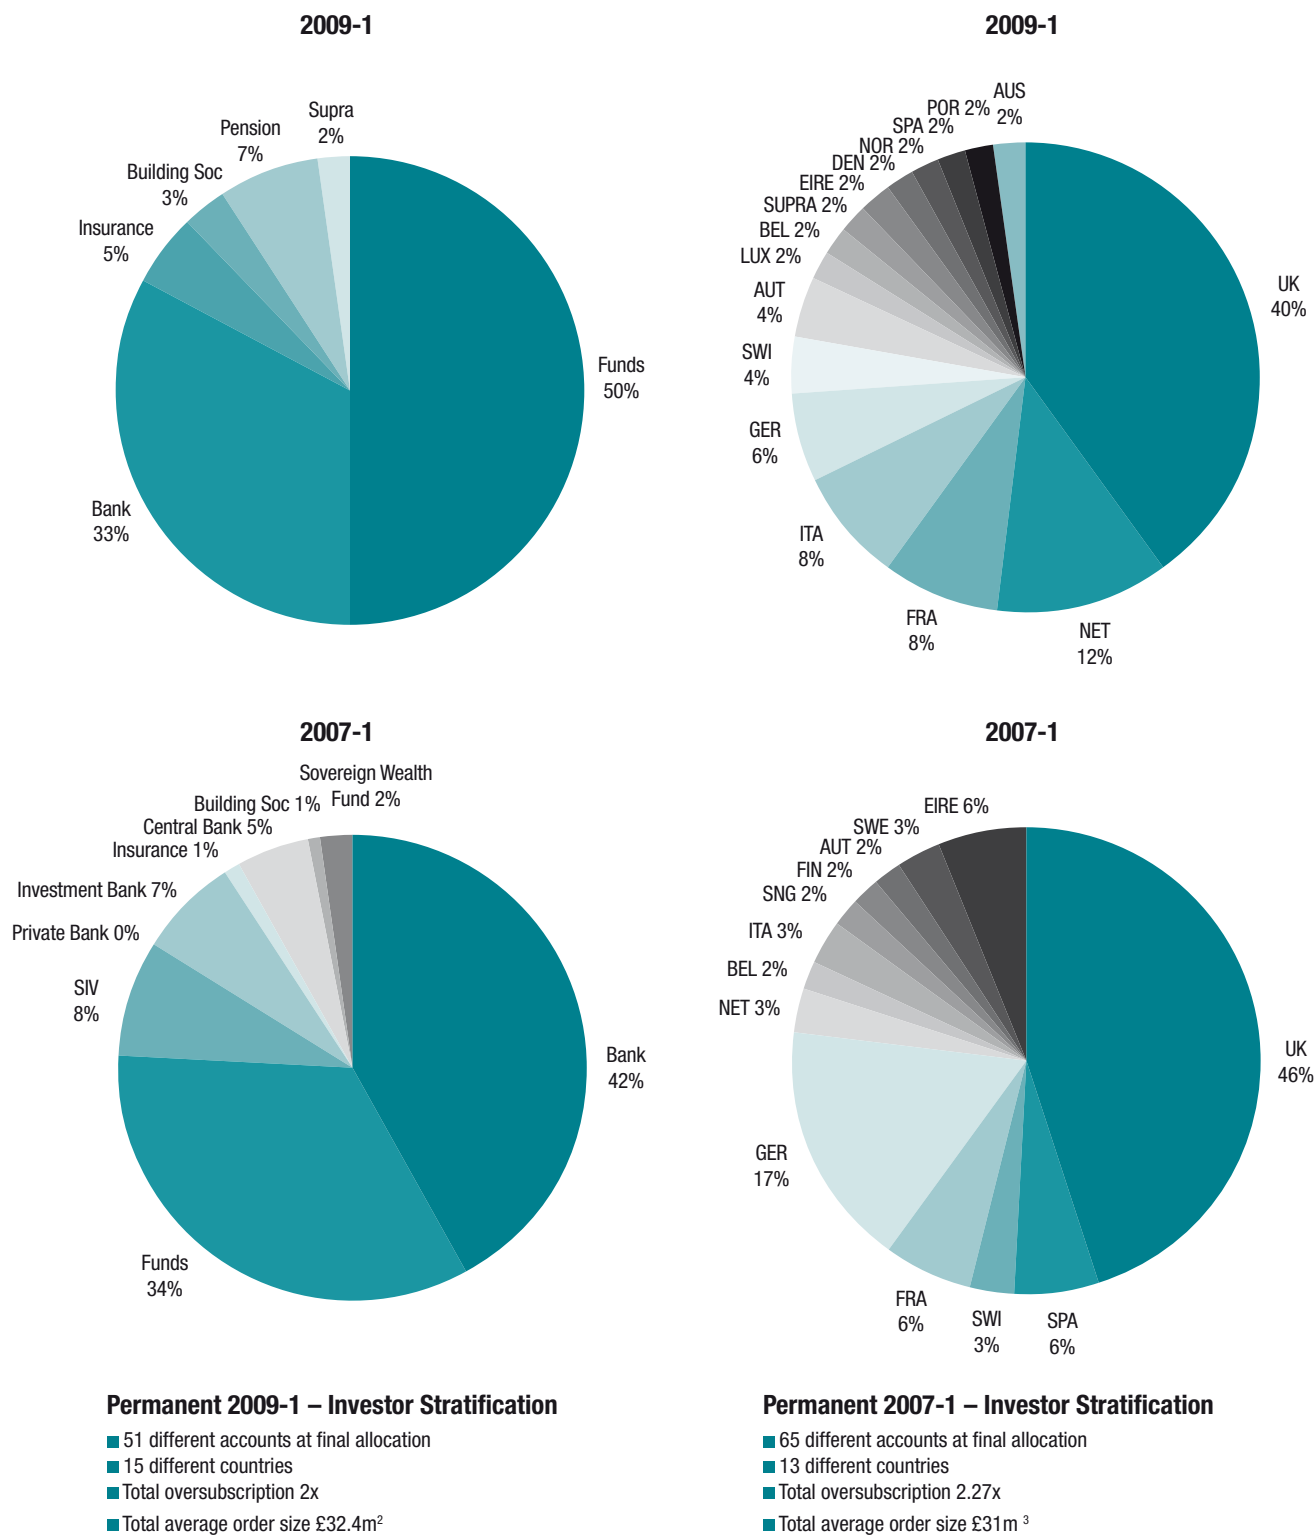 2009-1
Supra
2%
Pension
7%
Building Soc
3%
Insurance
5%
Funds
50%
Bank
33%
2009-1
AUS
2%
POR 2%
SPA 2%
NOR 2%
DEN 2%
EIRE 2%
SUPRA 2%
BEL 2%
LUX 2%
AUT
4%
SWI
4%
GER
6%
ITA
8%
FRA
8%
NET
12%
UK
40%
2007-1
Sovereign Wealth
Fund 2%
Building Soc 1%
Central Bank 5%
Insurance 1%
Investment Bank 7%
Private Bank 0%
SIV
8%
Bank
42%
Funds
34%
2007-1
EIRE 6%
SWE 3%
AUT 2%
FIN 2%
SNG 2%
ITA 3%
BEL 2%
NET 3%
UK
46%
GER
17%
FRA
6%
SWI
3%
SPA
6%
Permanent 2009-1 – Investor Stratification
51 different accounts at final allocation
15 different countries
Total oversubscription 2x
Total average order size £32.4m²
Permanent 2007-1 – Investor Stratification
65 different accounts at final allocation
13 different countries
Total oversubscription 2.27x
Total average order size £31m ³